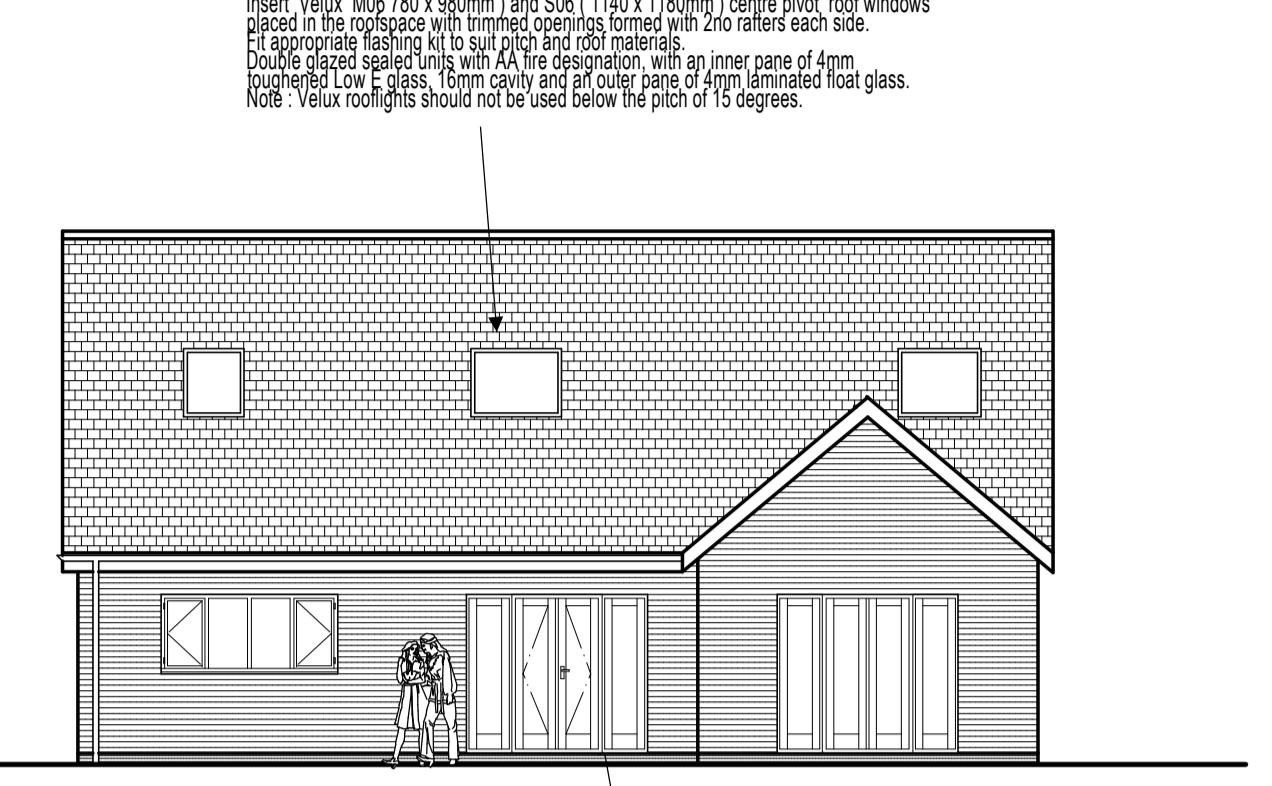 Insert 'Velux' M06 780 x 980mm ) and S06 ( 1140 x 1180mm ) centre pivot roof windows
placed in the roofspace with trimmed openings formed with 2no rafters each side.
Fit appropriate flashing kit to suit pitch and roof materials.
Double glazed sealed units with AA fire designation, with an inner pane of 4mm
toughened Low E glass, 16mm cavity and an outer pane of 4mm laminated float glass.
Note : Velux rooflights should not be used below the pitch of 15 degrees.